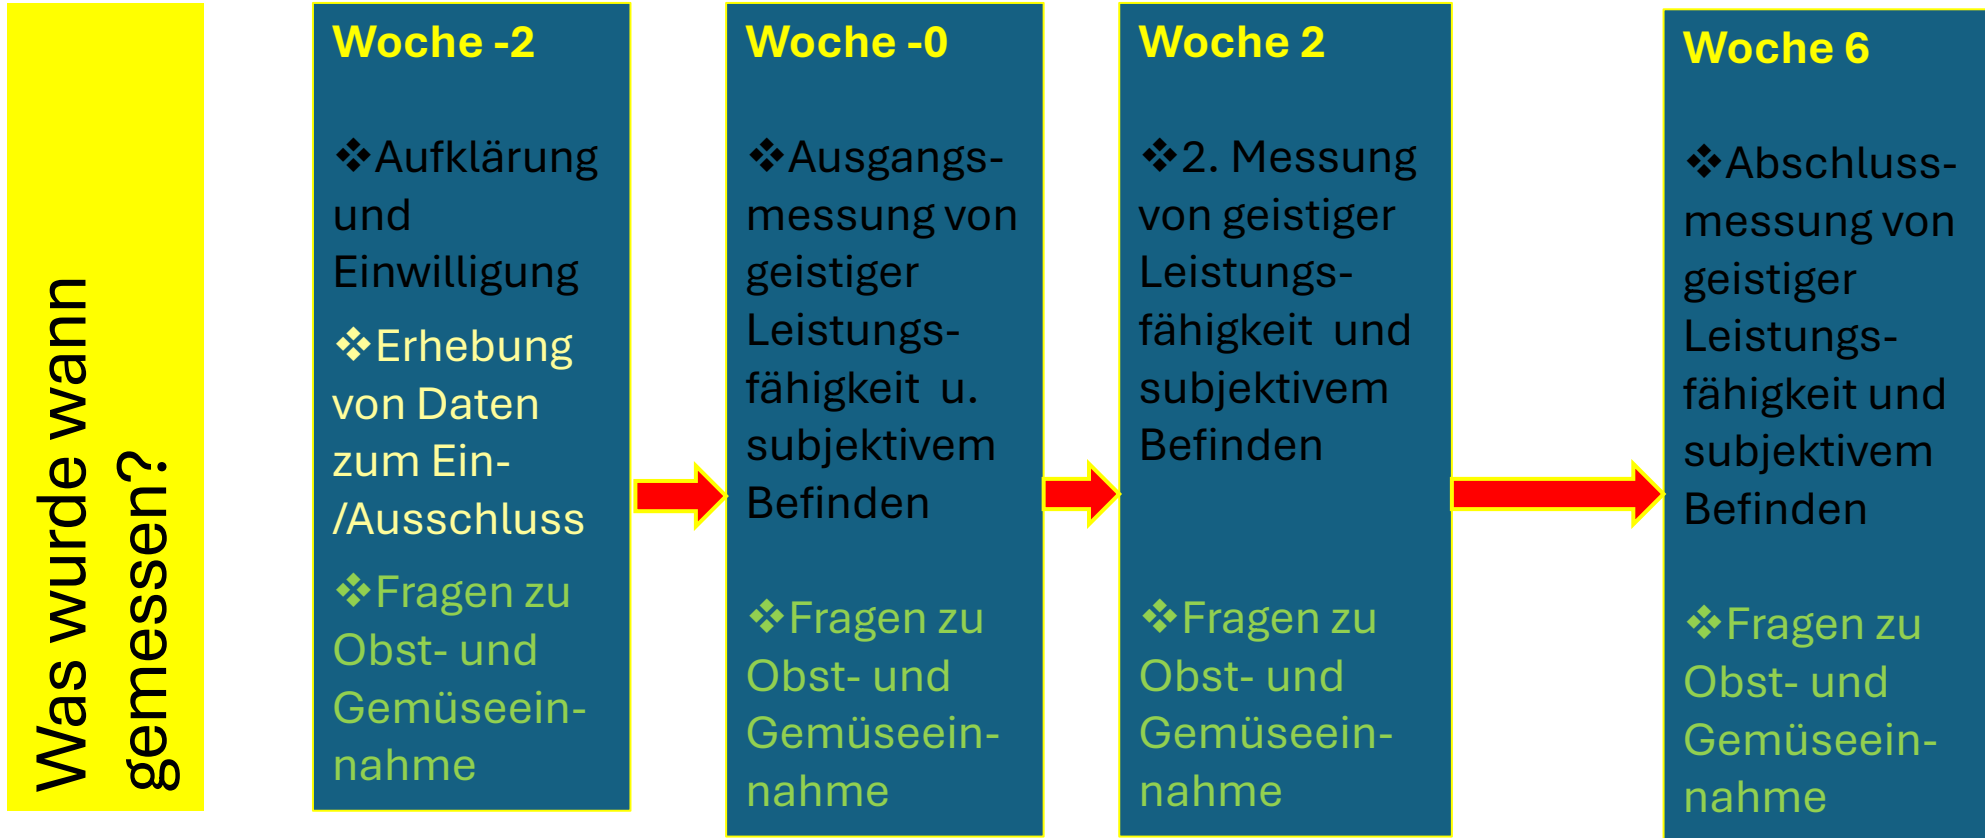 Was wurde wann
gemessen?
Woche -2
❖Aufklärung
und
Einwilligung
❖Erhebung
von Daten
zum Ein-
/Ausschluss
❖Fragen zu
Obst- und
Gemüseein-
nahme
Woche -0
❖Ausgangs-
messung von
geistiger
Leistungs-
fähigkeit u.
subjektivem
Befinden
❖Fragen zu
Obst- und
Gemüseein-
nahme
Woche 2
❖2. Messung
von geistiger
Leistungs-
fähigkeit und
subjektivem
Befinden
❖Fragen zu
Obst- und
Gemüseein-
nahme
Woche 6
❖Abschluss-
messung von
geistiger
Leistungs-
fähigkeit und
subjektivem
Befinden
❖Fragen zu
Obst- und
Gemüseein-
nahme